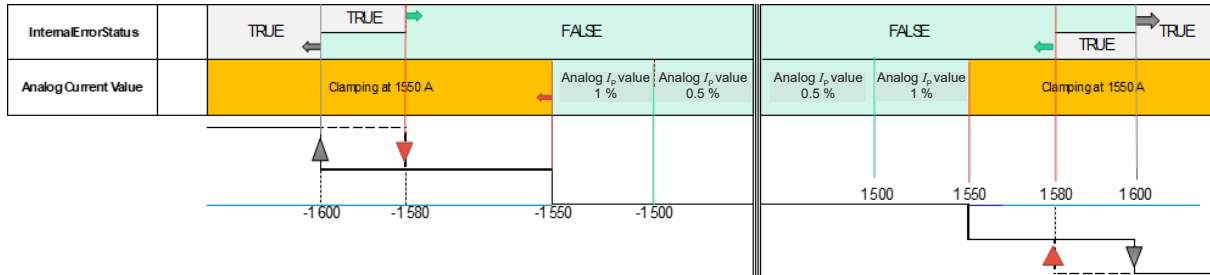 TRUE
TRUE
FALSE
FALSE
TRUE
TRUE
InternalErrorStatus
Analog Current Value
Clamping at 1550 A
Analog Ip value
1 %
Analog Ip value
0.5 %
Analog Ip value
0.5 %
Analog Ip value
1 %
Clamping at 1550 A
1500
1550
1580
1600
-1600
-1580
-1550
-1500